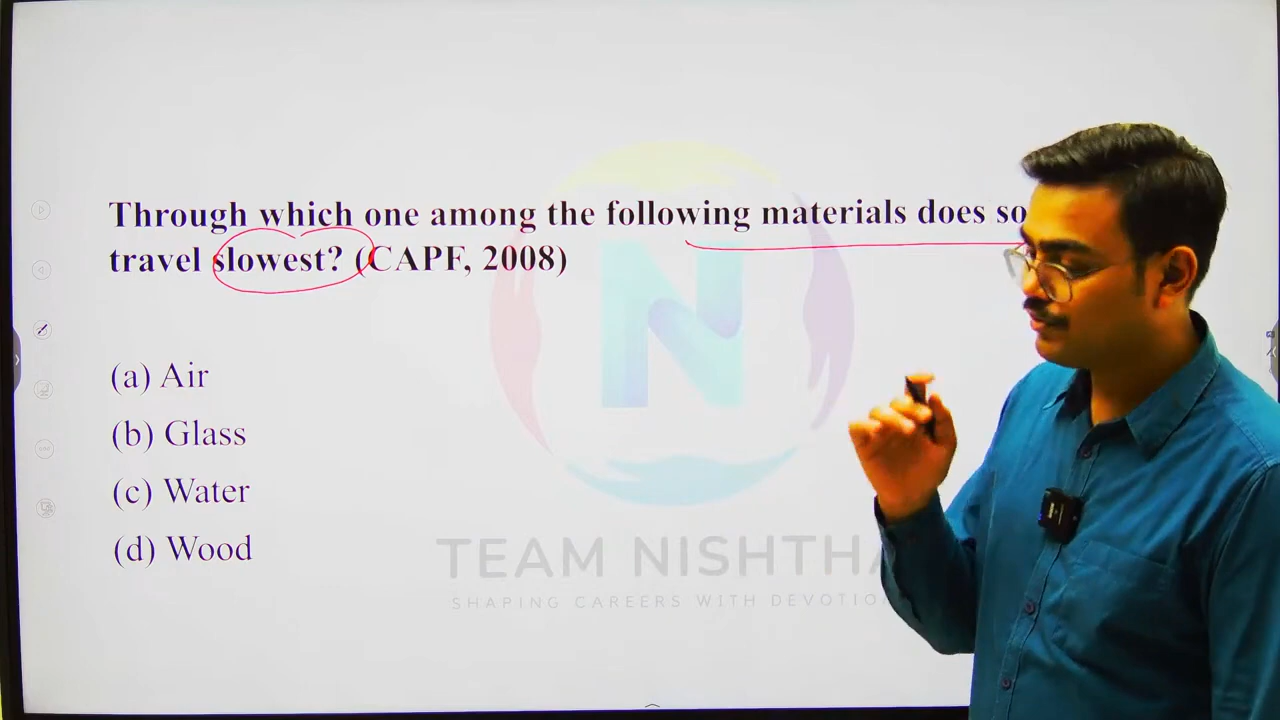 Through which one among the following materials does so
travel slowest? (CAPF, 2008)
(a) Air
(b) Glass
(c) Water
(d) Wood
N
TEAM NISHTHA
SHAPING CAREERS WITH DEVOTIO